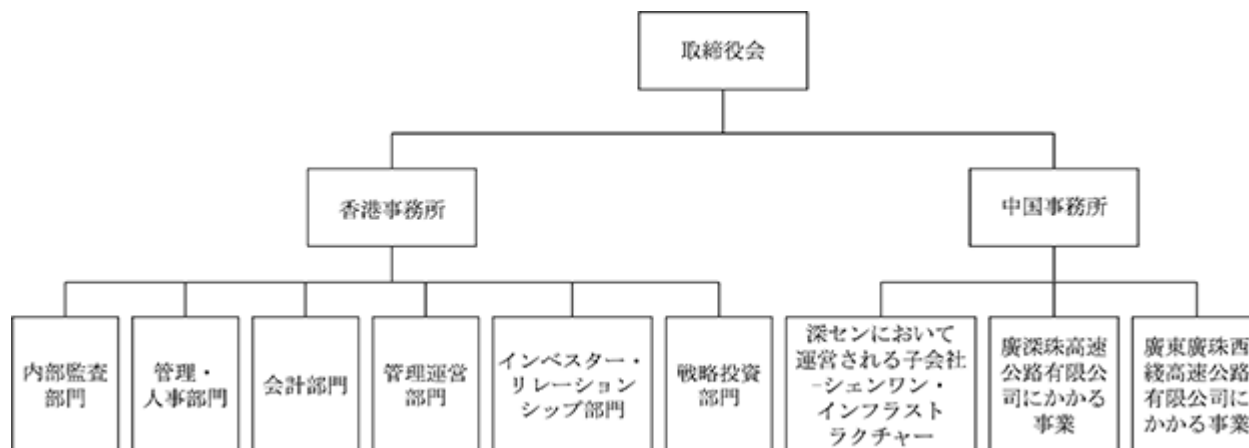 取締役会
香港事務所
中国事務所
内部監査
部門
管理・
人事部門
会計部門
管理運営
部門
インベスター・
リレーション
シップ部門
戦略投資
部門
深センにおいて
運営される子会社
-シェンワン・
インフラスト
ラクチャー
廣深珠高速
公路有限公
司にかかる
事業
廣東廣珠西
綫高速公路
有限公司に
かかる事業